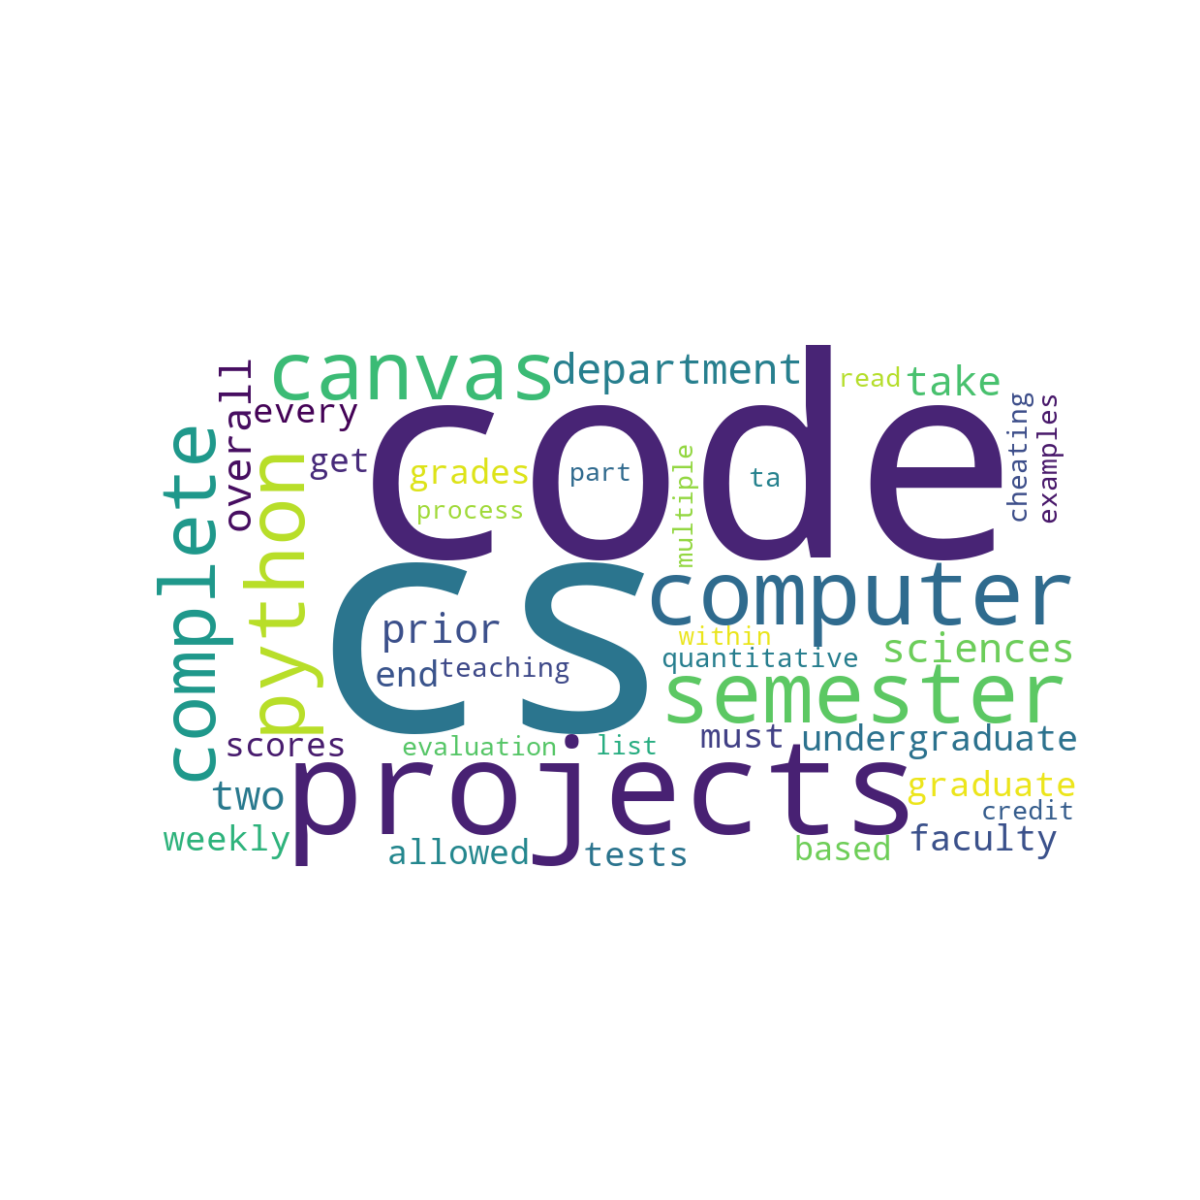 canvas
department
code
read
take
every
overall
get
grades
part
ta
process
multiple
cheating
examples
complete
python
cs
computer
prior
within
sciences
end
teaching
quantitative
semester
scores
evaluation
list
must
undergraduate
two
projects
graduate
credit
weekly
allowed
tests
based
faculty